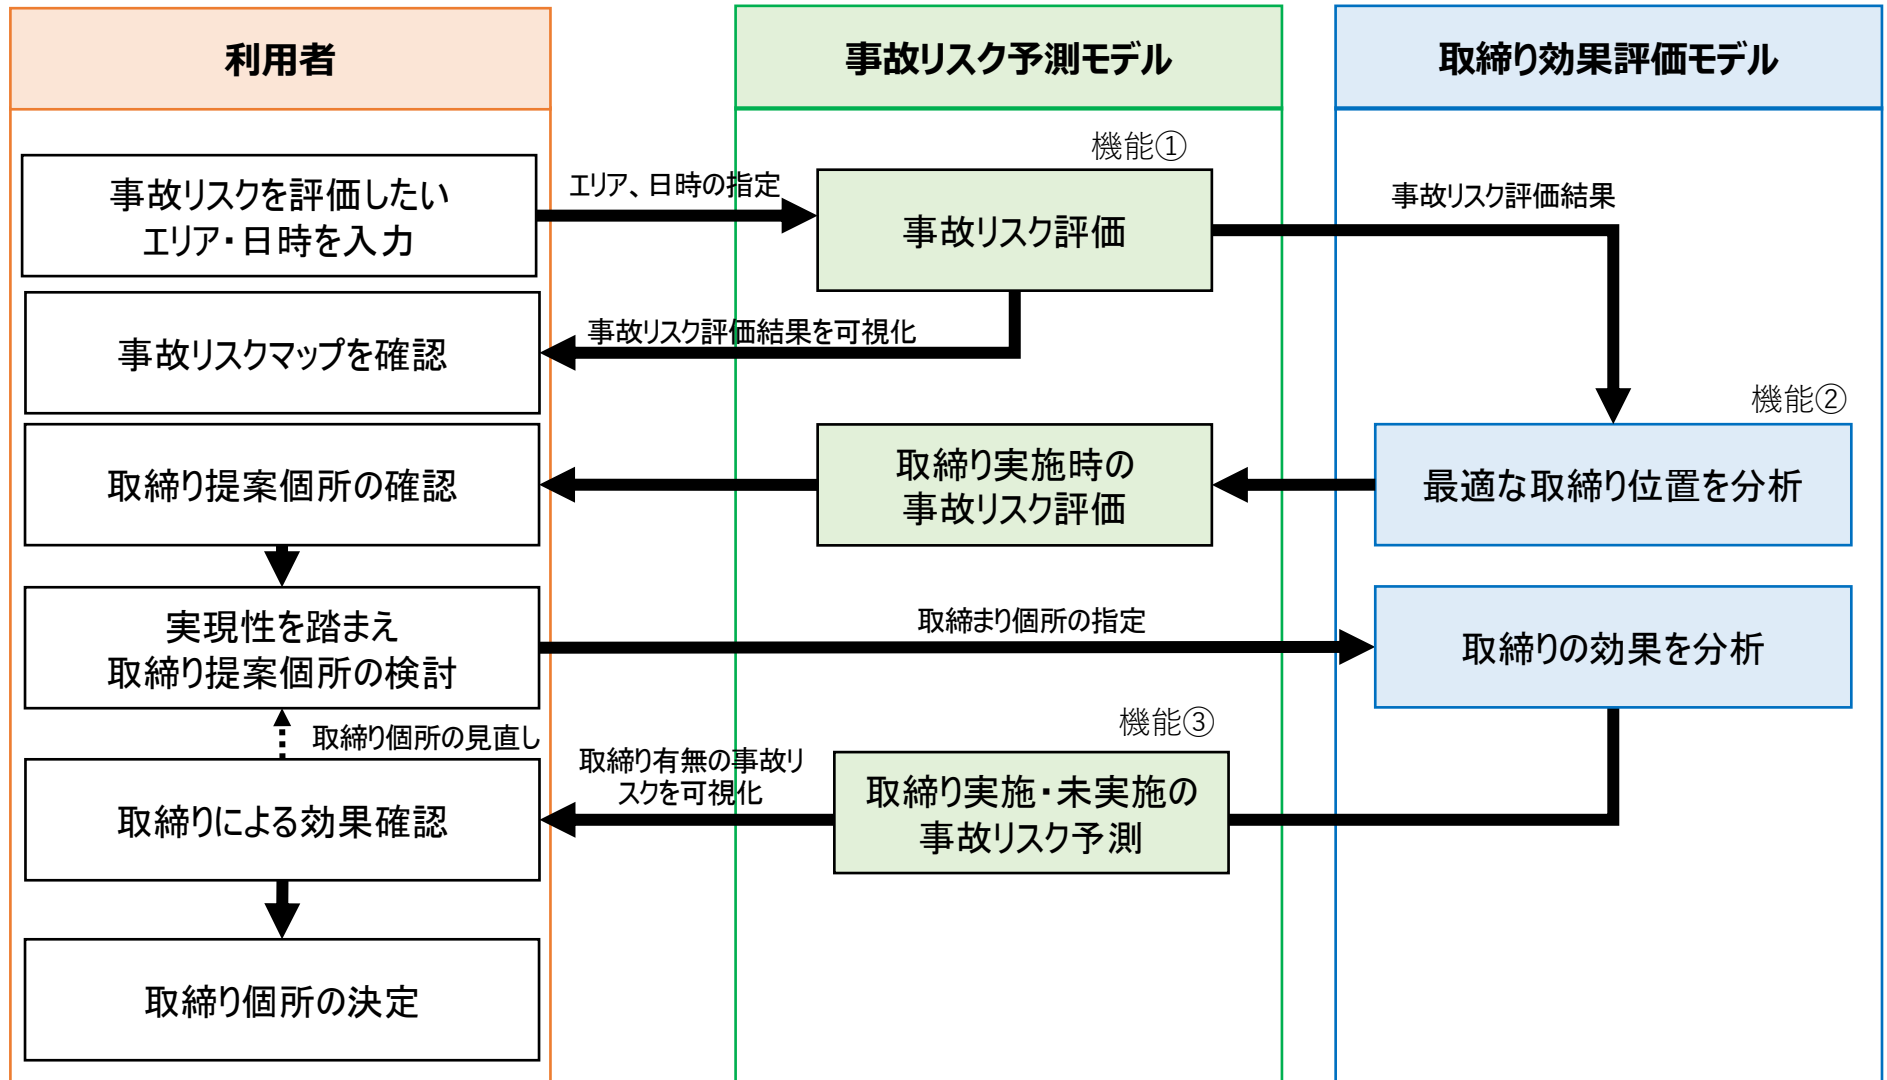 利用者
事故リスク予測モデル
取締り効果評価モデル
機能①
事故リスクを評価したい
エリア・日時を入力
エリア、日時の指定
事故リスク評価
事故リスク評価結果
事故リスクマップを確認
事故リスク評価結果を可視化
機能②
取締り提案個所の確認
取締り実施時の
事故リスク評価
最適な取締り位置を分析
実現性を踏まえ
取締り提案個所の検討
取締まり個所の指定
取締りの効果を分析
取締り個所の見直し
機能③
取締り有無の事故リ
スクを可視化
取締りによる効果確認
取締り実施・未実施の
事故リスク予測
取締り個所の決定